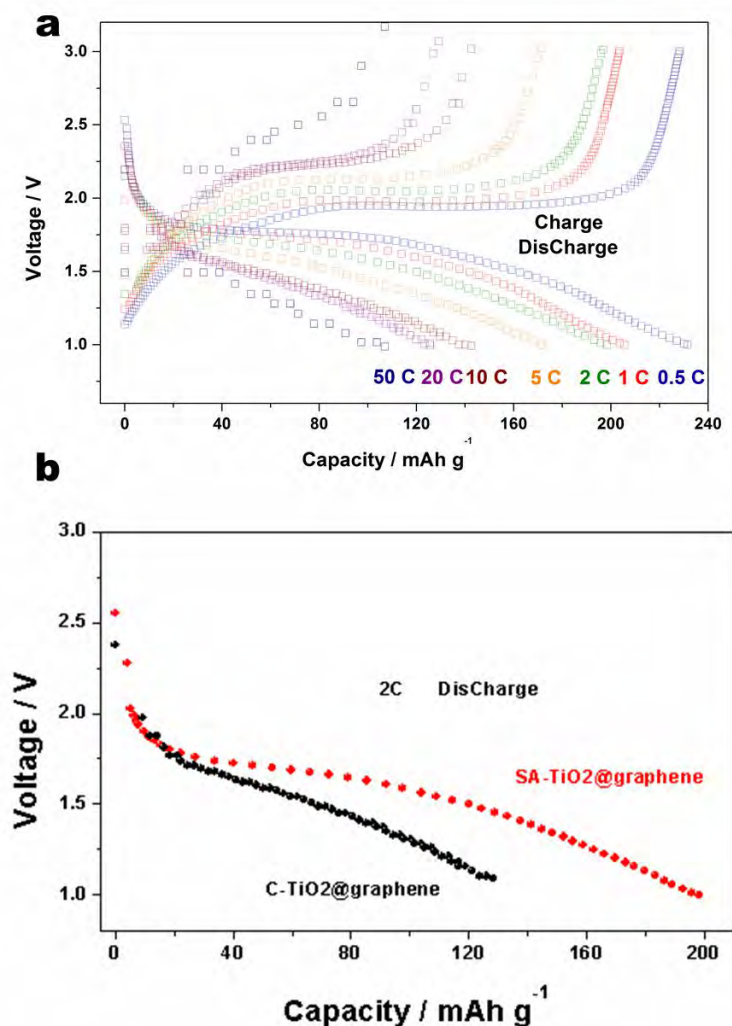 a
3.0
2.5
2.0
1.5
1.0
Voltage / V
Charge
DisCharge
50 C 20 C 10 C 5 C 2 C 1 C 0.5 C
0 40 80 120 160 200 240
Capacity / mAh g-1
b
3.0
2.5
2.0
1.5
1.0
Voltage / V
2C DisCharge
SA-TiO2@graphene
C-TiO2@graphene
0 40 80 120 160 200
Capacity / mAh g-1